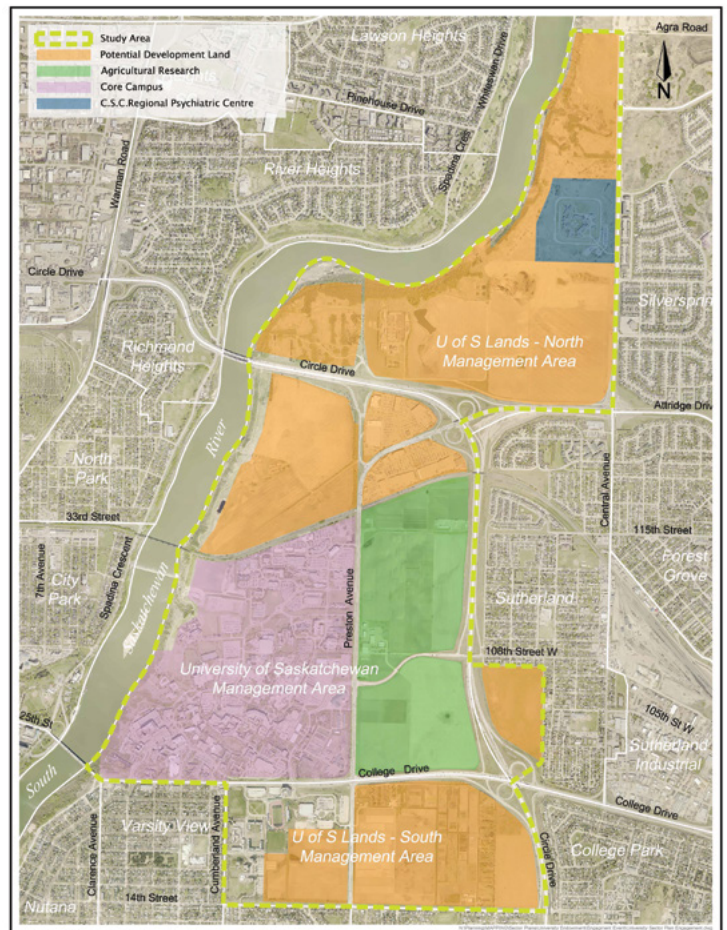 Study Area
Potential Development Land
Agricultural Research
Core Campus
C.S.C.Regional Psychiatric Centre
Lawson Heights
Agra Road
N
Whiteswan Drive
Pinehouse Drive
Spadina Cres
Warman Road
River Heights
Circle Drive
Silverspring
U of S Lands - North
Management Area
Richmond
Heights
Circle Drive
Attridge Driv
River
North
Park
Central Avenue
33rd Street
115th Street
7th Avenue
City
Park
Spadina Crescent
Saskatchewan
Preston Avenue
Forest
Grove
Sutherland
108th Street W
University of Saskatchewan
Management Area
25th St
105th St W
Sutherland
Industrial
South
College Drive
College Drive
Clarence Avenue
Varsity View
Cumberland Avenue
U of S Lands - South
Management Area
Circle Drive
College Park
14th Street
Nutana